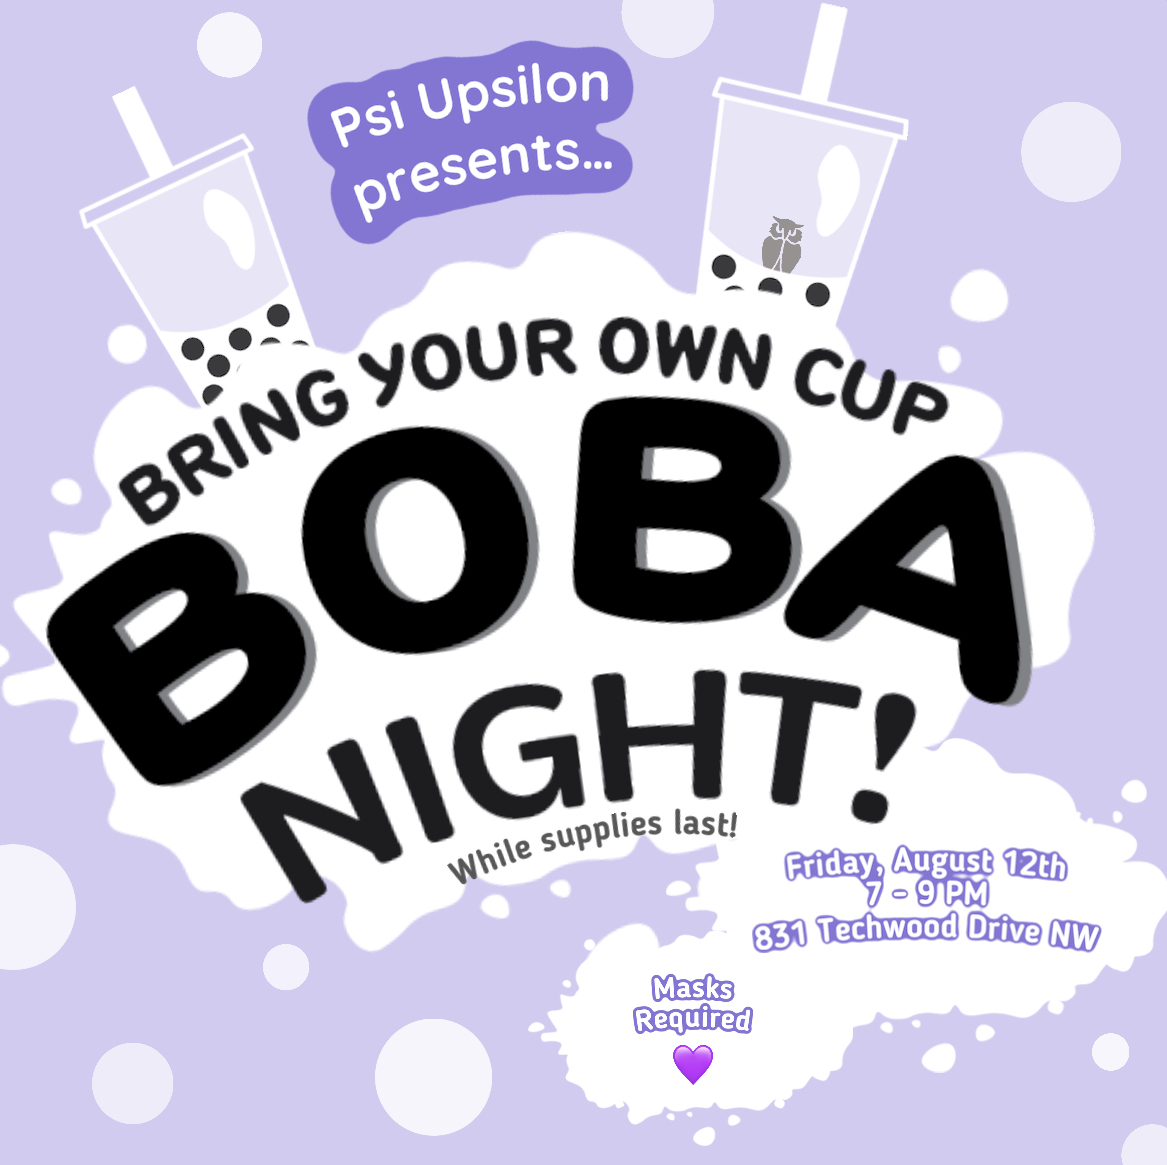 Psi Upsilon
presents...
BRING YOUR OWN CUP
BOBA
NIGHT!
While supplies last!
Friday, August 12th
7 - 9 PM
831 Techwood Drive NW
Masks
Required